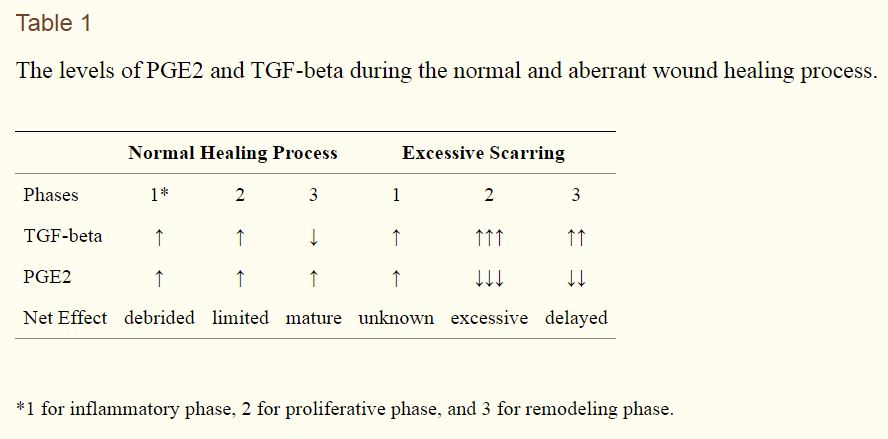 Table 1
The levels of PGE2 and TGF-beta during the normal and aberrant wound healing process.
Normal Healing Process Excessive Scarring
Phases 1* 2 3 1 2 3
TGF-beta ↑ ↑ ↓ ↑ ↑↑↑ ↑↑
PGE2 ↑ ↑ ↑ ↑ ↓↓↓ ↓↓
Net Effect debrided limited mature unknown excessive delayed
*1 for inflammatory phase, 2 for proliferative phase, and 3 for remodeling phase.